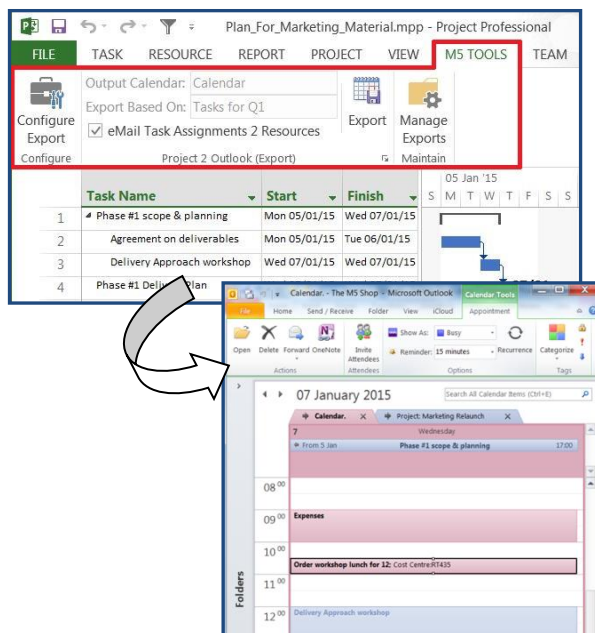 Plan_For_Marketing_Material.mpp - Project Professional
FILE TASK RESOURCE REPORT PROJECT VIEW M5 TOOLS TEAM
Configure Export
Output Calendar: Calendar
Export Based On: Tasks for Q1
eMail Task Assignments 2 Resources
Export
Manage Exports
Configure Project 2 Outlook (Export) Maintain
05 Jan '15
Task Name Start Finish S M T W T F S S
1 Phase #1 scope & planning Mon 05/01/15 Wed 07/01/15
2 Agreement on deliverables Mon 05/01/15 Tue 06/01/15
3 Delivery Approach workshop Wed 07/01/15 Wed 07/01/15
4 Phase #1 Plan
Calendar. - The M5 Shop - Microsoft Outlook Calendar Tools
File Home Send / Receive Folder View iCloud Appointment
Open Delete Forward OneNote Invite Attendees Show As: Busy Recurrence Categorize
Reminder: 15 minutes
Actions Attendees Options Tags
07 January 2015 Search All Calendar Items (Ctrl+E)
Calendar. X Project: Marketing Relaunch X
7 Wednesday
From 5 Jan Phase #1 scope & planning 17:00
08 00
09 00 Expenses
10 00
Order workshop lunch for 12: Cost Centre:RT435
11 00
12 00 Delivery Approach workshop
Folders